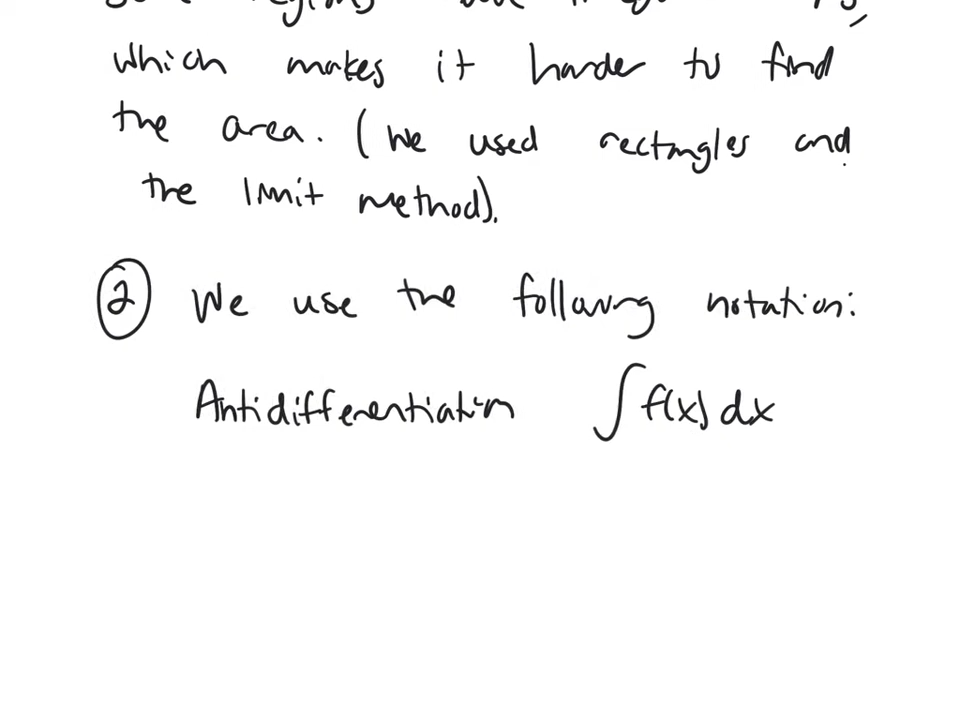 regions
which makes it harder to find
the area. (We used rectangles and
the limit method).
② We use the following notation:
Antidifferentiation ∫ f(x) dx